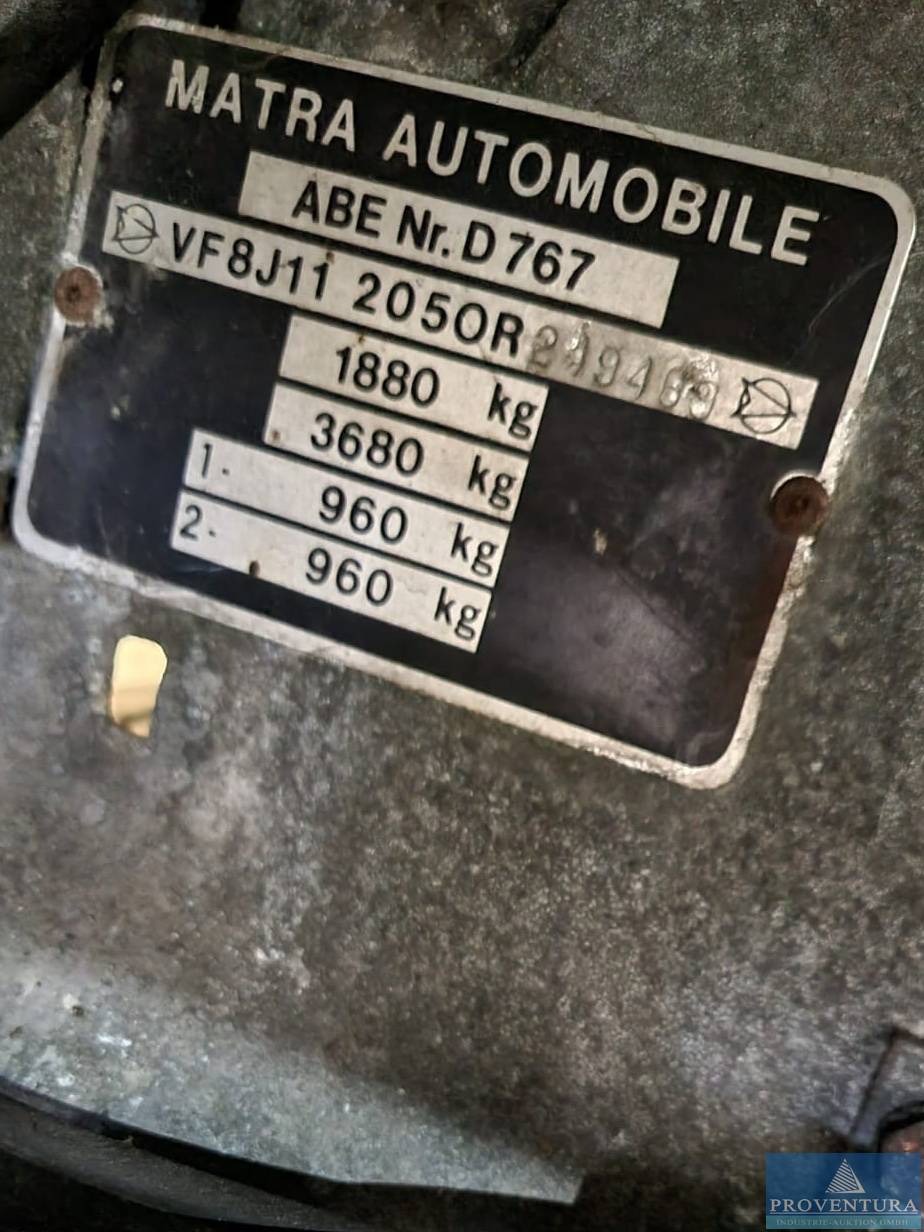 MATRA AUTOMOBILE
ABE Nr. D 767
VF8J11 2050R
1880 kg
3680 kg
1. 960 kg
2. 960 kg
PROVENTURA
INDUSTRIE-AUKTION GMBH